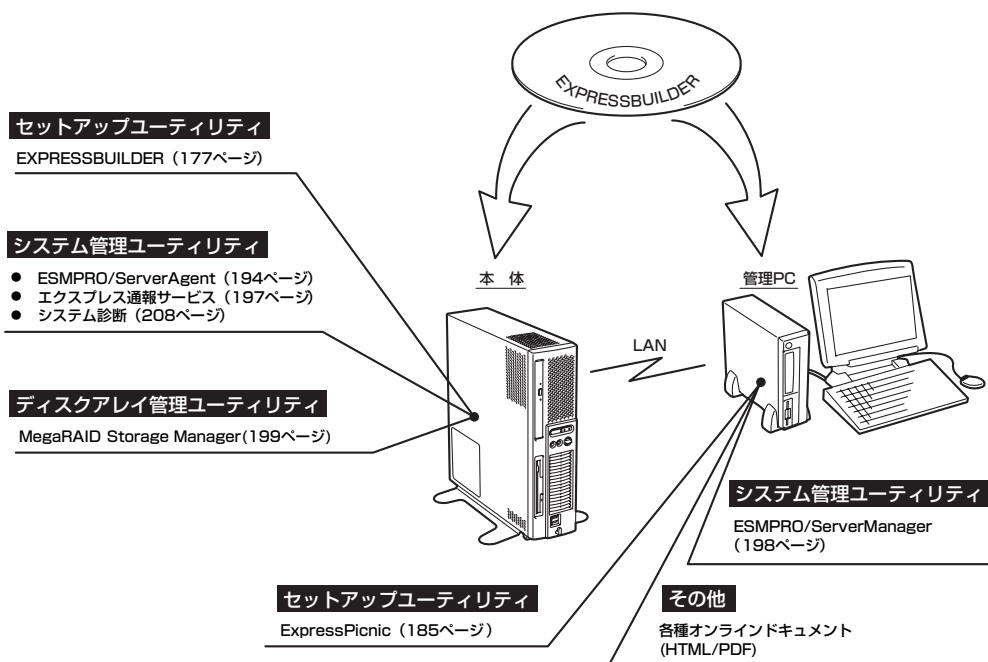 EXPRESSBUILDER
セットアップユーティリティ
EXPRESSBUILDER（177ページ）
システム管理ユーティリティ
● ESMPRO/ServerAgent（194ページ）
● エクスプレス通報サービス（197ページ）
● システム診断（208ページ）
ディスクアレイ管理ユーティリティ
MegaRAID Storage Manager(199ページ)
本　体
LAN
管理PC
システム管理ユーティリティ
ESMPRO/ServerManager
（198ページ）
セットアップユーティリティ
ExpressPicnic（185ページ）
その他
各種オンラインドキュメント
(HTML/PDF)